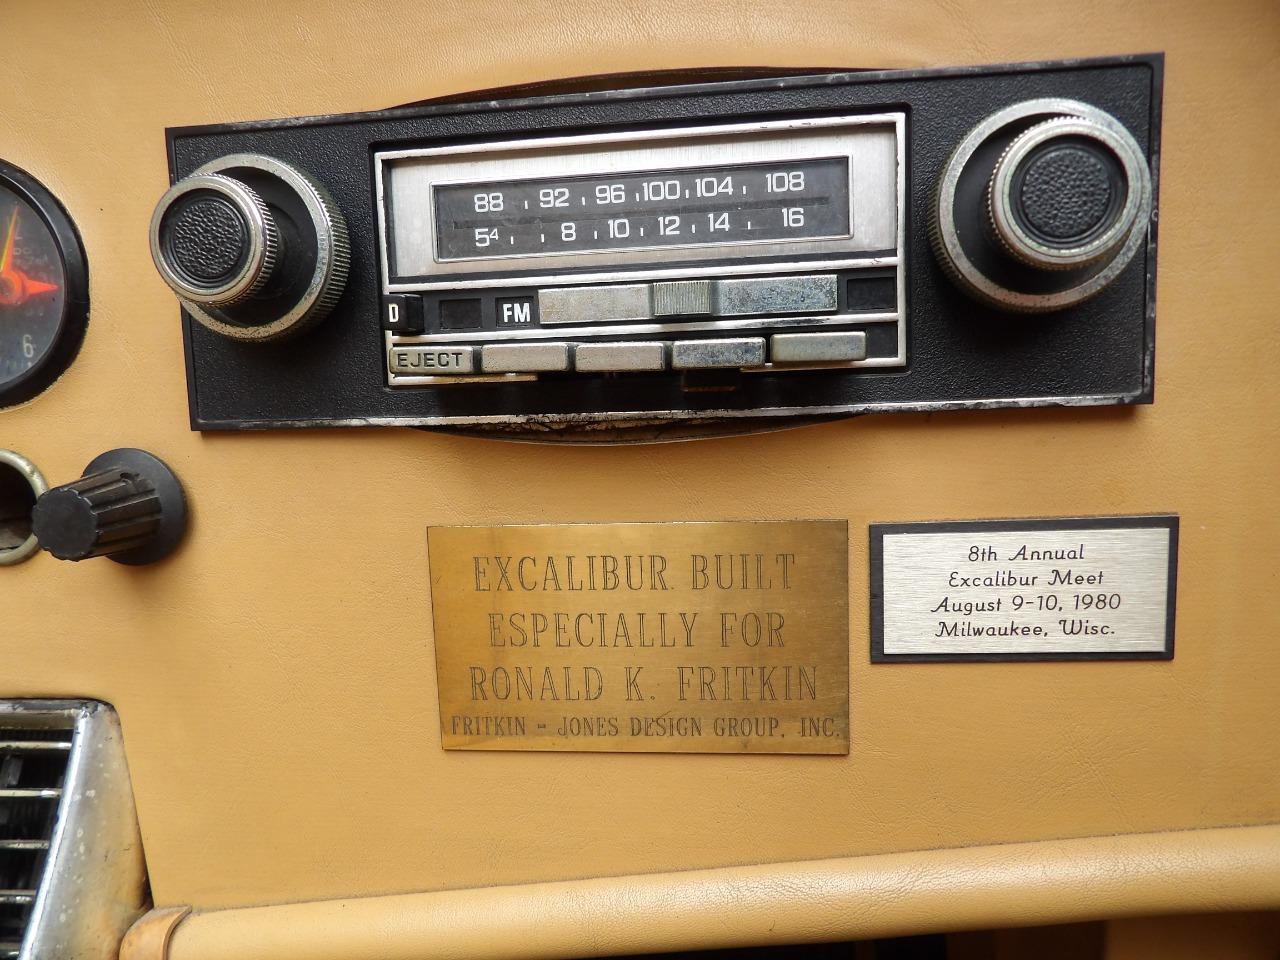 88 92 96 100 104 108
5⁴ 8 10 12 14 16
D FM
EJECT
6
EXCALIBUR BUILT
ESPECIALLY FOR
RONALD K. FRITKIN
FRITKIN - JONES DESIGN GROUP, INC.
8th Annual
Excalibur Meet
August 9-10, 1980
Milwaukee, Wisc.